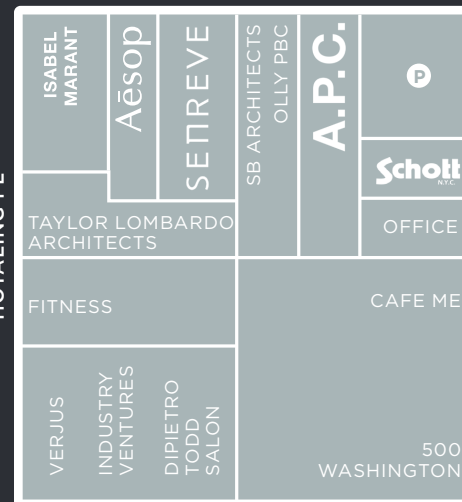 ISABEL
MARANT
Aēsop
SENREVE
SB ARCHITECTS
OLLY PBC
A.P.C.
P
Schott
N.Y.C.
TAYLOR LOMBARDO
ARCHITECTS
OFFICE
FITNESS
CAFE ME
VERJUS
INDUSTRY
VENTURES
DIPIETRO
TODD
SALON
500
WASHINGTON